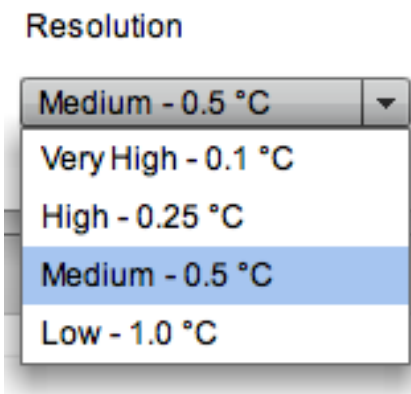 Resolution
Medium - 0.5 °C
Very High - 0.1 °C
High - 0.25 °C
Medium - 0.5 °C
Low - 1.0 °C